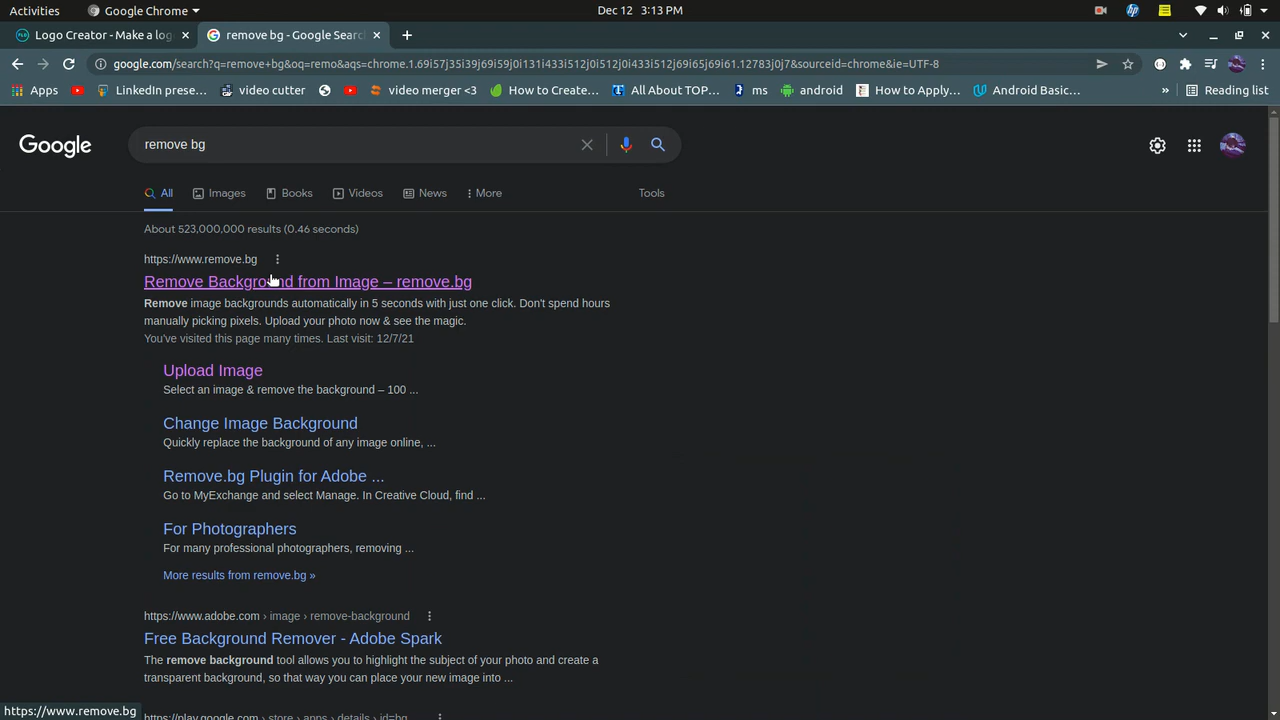 Activities
Google Chrome
Dec 12 3:13 PM
Logo Creator - Make a log
remove bg - Google Searc
google.com/search?q=remove+bg&oq=remo&aqs=chrome.1.69i57j35i39j69i59j0i131i433i512j0i512j0i433i512j69i65j69i61.12783j0j7&sourceid=chrome&ie=UTF-8
Apps
LinkedIn prese...
video cutter
video merger <3
How to Create...
All About TOP...
ms
android
How to Apply...
Android Basic...
»
Reading list
Google
remove bg
All
Images
Books
Videos
News
More
Tools
About 523,000,000 results (0.46 seconds)
https://www.remove.bg
Remove Background from Image – remove.bg
Remove image backgrounds automatically in 5 seconds with just one click. Don't spend hours
manually picking pixels. Upload your photo now & see the magic.
You've visited this page many times. Last visit: 12/7/21
Upload Image
Select an image & remove the background – 100 ...
Change Image Background
Quickly replace the background of any image online, ...
Remove.bg Plugin for Adobe ...
Go to MyExchange and select Manage. In Creative Cloud, find ...
For Photographers
For many professional photographers, removing ...
More results from remove.bg »
https://www.adobe.com › image › remove-background
Free Background Remover - Adobe Spark
The remove background tool allows you to highlight the subject of your photo and create a
transparent background, so that way you can place your new image into ...
https://www.remove.bg
https://play.google.com › store › apps › details › id=bg